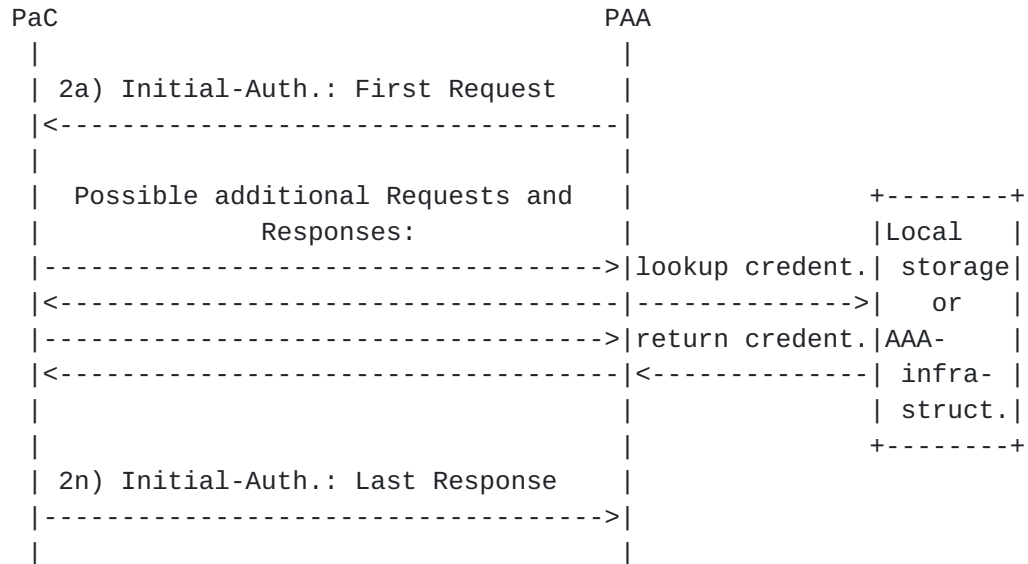 PaC                                   PAA
 |                                     |
 | 2a) Initial-Auth.: First Request    |
 |<------------------------------------|
 |                                     |
 |  Possible additional Requests and   |               +--------+
 |              Responses:             |               |Local   |
 |------------------------------------>|lookup credent.| storage|
 |<------------------------------------|-------------->|   or   |
 |------------------------------------>|return credent.|AAA-    |
 |<------------------------------------|<--------------| infra- |
 |                                     |               | struct.|
 |                                     |               +--------+
 | 2n) Initial-Auth.: Last Response    |
 |------------------------------------>|
 |                                     |